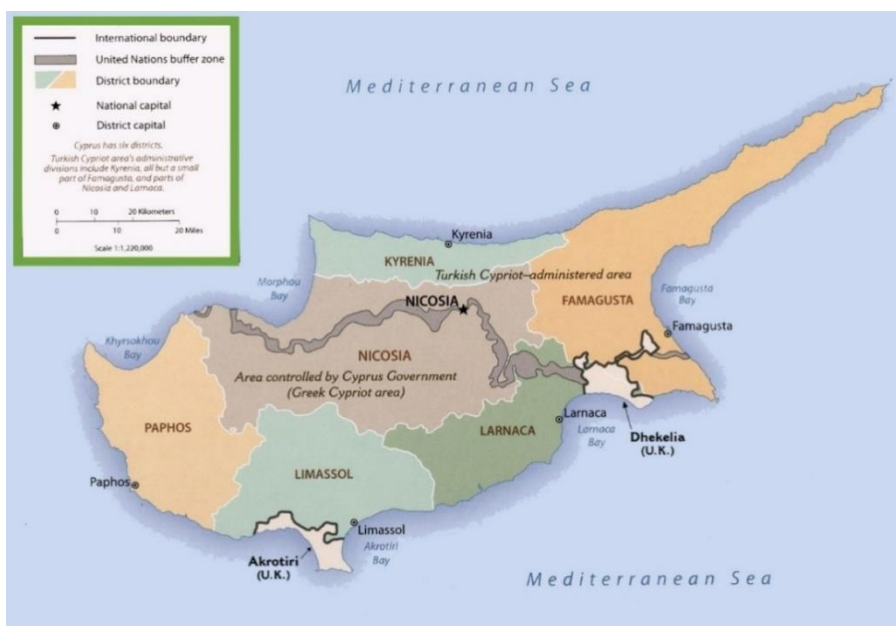 International boundary
United Nations buffer zone
District boundary
National capital
District capital
Cyprus has six districts.
Turkish Cypriot area's administrative
divisions include Kyrenia, all but a small
part of Famagusta, and parts of
Nicosia and Larnaca.
0 10 20 Kilometers
0 10 20 Miles
Scale 1:1,220,000
Mediterranean Sea
Kyrenia
KYRENIA
Turkish Cypriot–administered area
Morphou
Bay
NICOSIA
FAMAGUSTA
Famagusta
Bay
Famagusta
Khyrsokhou
Bay
NICOSIA
Area controlled by Cyprus Government
(Greek Cypriot area)
PAPHOS
LARNACA
Larnaca
Larnaca
Bay
Dhekelia
(U.K.)
LIMASSOL
Paphos
Limassol
Akrotiri
Bay
Akrotiri
(U.K.)
Mediterranean Sea